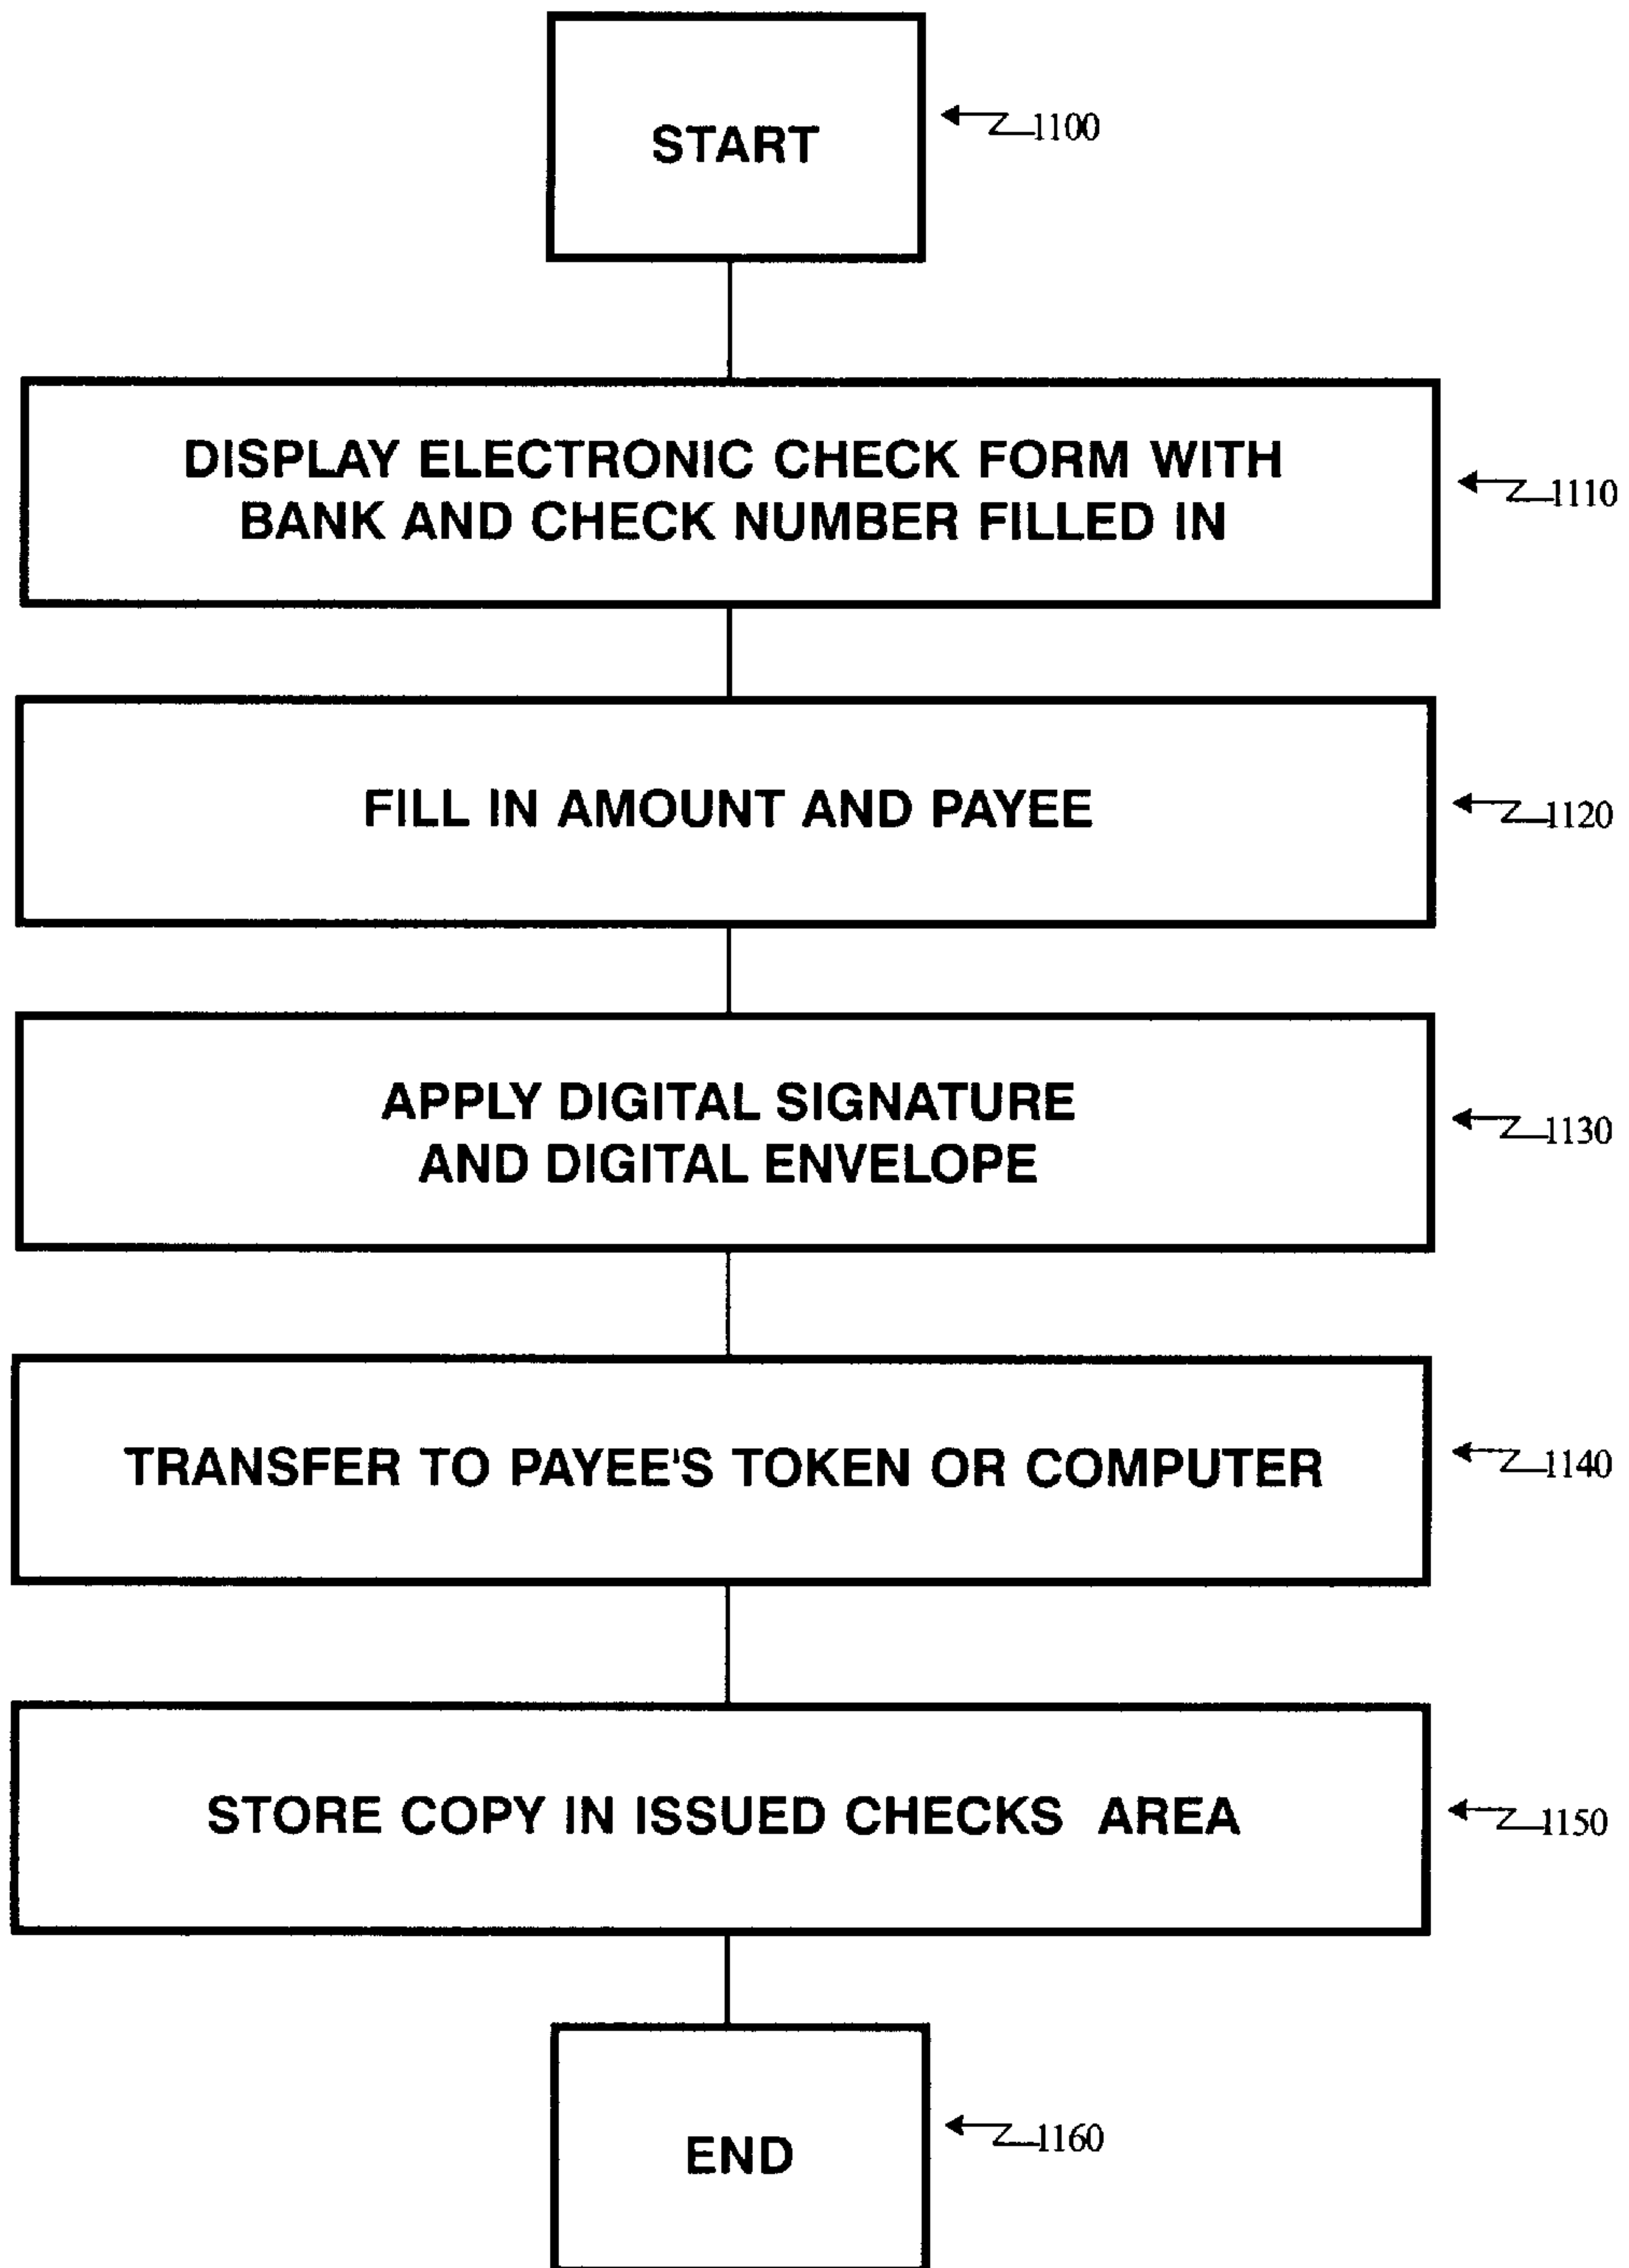 START
1100
DISPLAY ELECTRONIC CHECK FORM WITH
BANK AND CHECK NUMBER FILLED IN
1110
FILL IN AMOUNT AND PAYEE
1120
APPLY DIGITAL SIGNATURE
AND DIGITAL ENVELOPE
1130
TRANSFER TO PAYEE'S TOKEN OR COMPUTER
1140
STORE COPY IN ISSUED CHECKS AREA
1150
END
1160